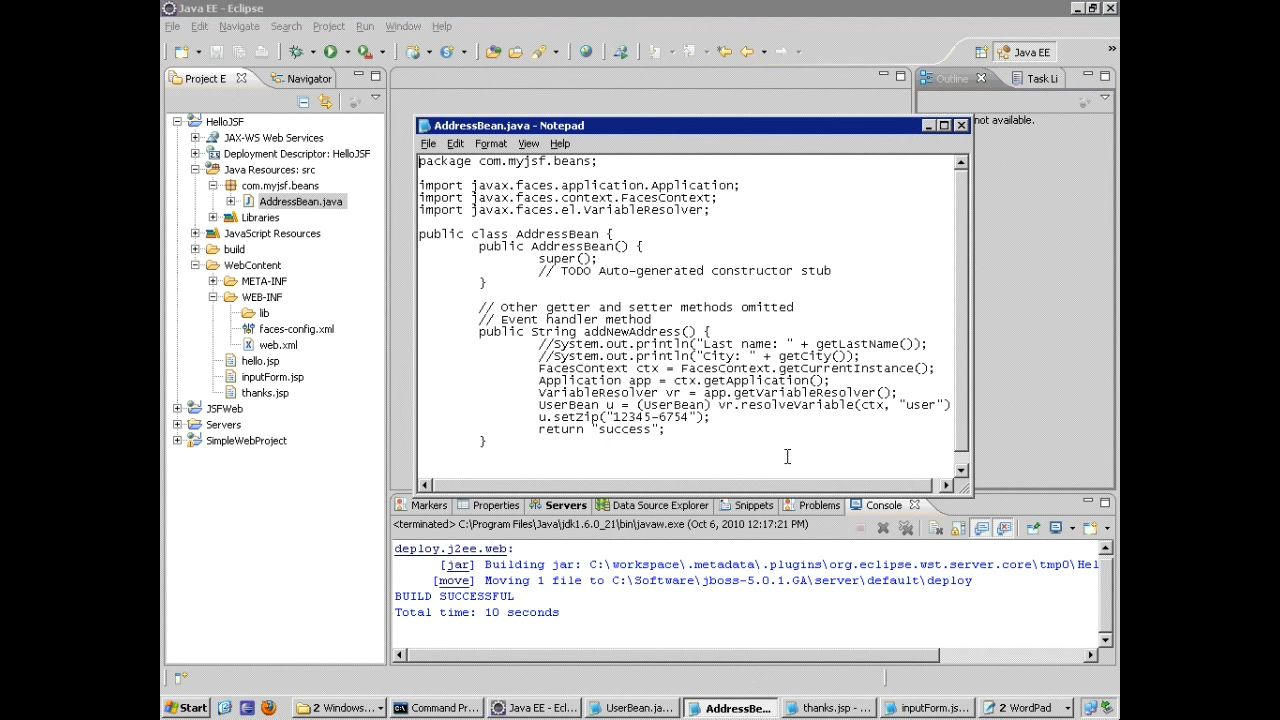 Java EE - Eclipse
File Edit Navigate Search Project Run Window Help
Java EE
Project E
Navigator
Outline
Task Li
HelloJSF
JAX-WS Web Services
Deployment Descriptor: HelloJSF
Java Resources: src
com.myjsf.beans
AddressBean.java
Libraries
JavaScript Resources
build
WebContent
META-INF
WEB-INF
lib
faces-config.xml
web.xml
hello.jsp
inputForm.jsp
thanks.jsp
JSFWeb
Servers
SimpleWebProject
not available.
AddressBean.java - Notepad
File Edit Format View Help
package com.myjsf.beans;
import javax.faces.application.Application;
import javax.faces.context.FacesContext;
import javax.faces.el.VariableResolver;
public class AddressBean {
public AddressBean() {
super();
// TODO Auto-generated constructor stub
}
// Other getter and setter methods omitted
// Event handler method
public String addNewAddress() {
//System.out.println("Last name: " + getLastName());
//System.out.println("City: " + getCity());
FacesContext ctx = FacesContext.getCurrentInstance();
Application app = ctx.getApplication();
VariableResolver vr = app.getVariableResolver();
UserBean u = (UserBean) vr.resolveVariable(ctx, "user")
u.setZip("12345-6754");
return "success";
}
Markers Properties Servers Data Source Explorer Snippets Problems Console
<terminated> C:\Program Files\Java\jdk1.6.0_21\bin\javaw.exe (Oct 6, 2010 12:17:21 PM)
deploy.j2ee.web:
[jar] Building jar: C:\workspace\.metadata\.plugins\org.eclipse.wst.server.core\tmp0\Hel
[move] Moving 1 file to C:\Software\jboss-5.0.1.GA\server\default\deploy
BUILD SUCCESSFUL
Total time: 10 seconds
Start
2 Windows...
Command Pr...
Java EE - Ecl...
UserBean.ja...
AddressBe...
thanks.jsp - ...
inputForm.js...
2 WordPad